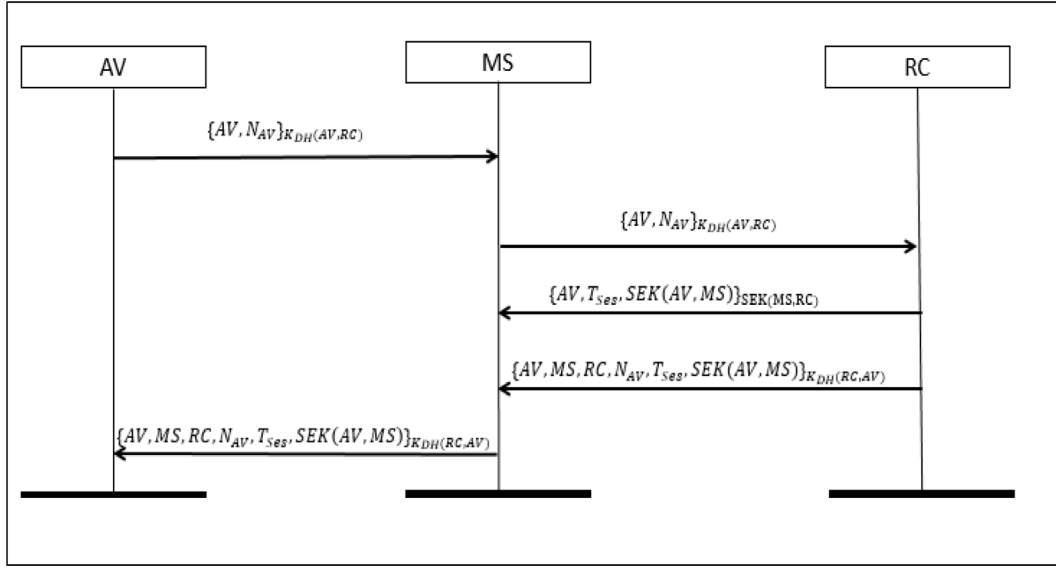 AV
MS
RC
{AV, N_AV}_K_DH(AV,RC)
{AV, N_AV}_K_DH(AV,RC)
{AV, T_Ses, SEK(AV, MS)}_SEK(MS,RC)
{AV, MS, RC, N_AV, T_Ses, SEK(AV, MS)}_K_DH(RC,AV)
{AV, MS, RC, N_AV, T_Ses, SEK(AV, MS)}_K_DH(RC,AV)